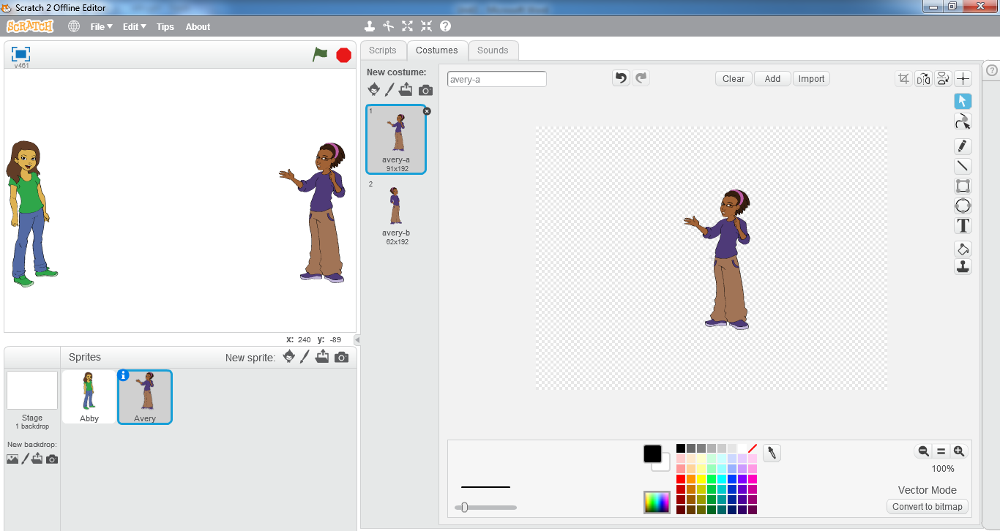 Scratch 2 Offline Editor
SCRATCH File Edit Tips About
v461
Scripts Costumes Sounds
New costume:
avery-a
Clear Add Import
1
avery-a
91x192
2
avery-b
62x192
x: 240 y: -89
Sprites New sprite:
Stage
1 backdrop
New backdrop:
Abby
Avery
T
100%
Vector Mode
Convert to bitmap